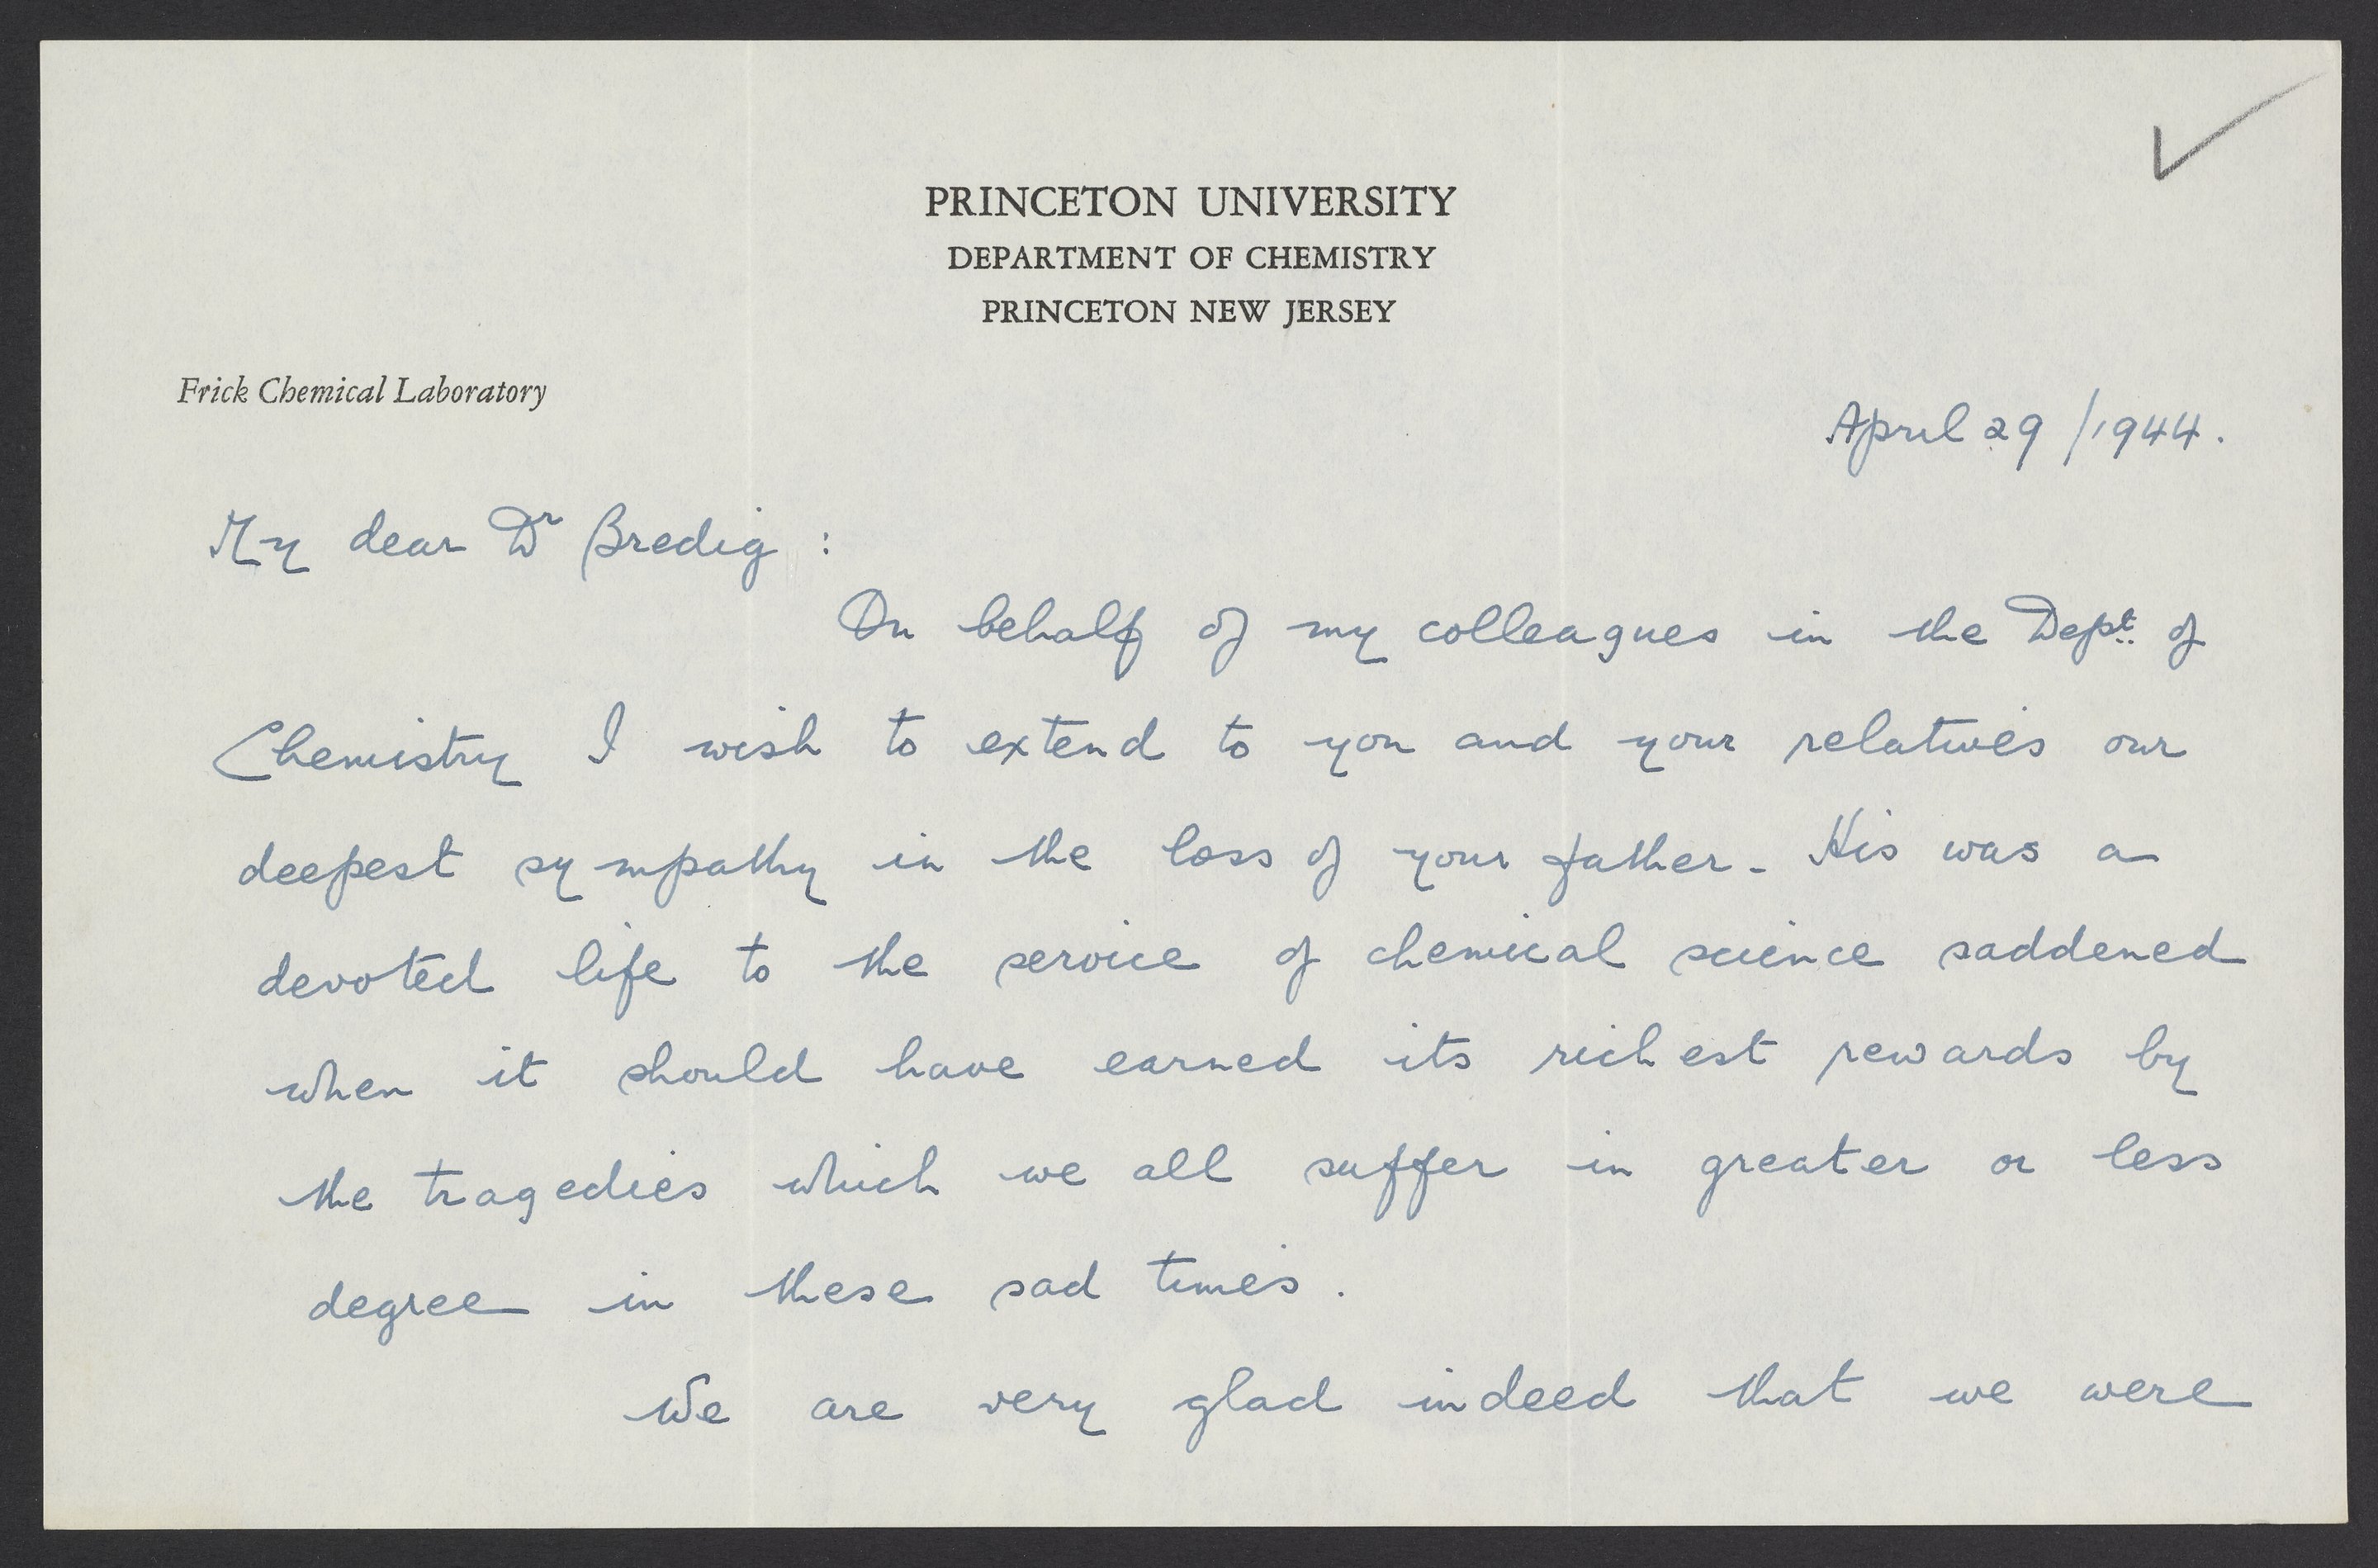 PRINCETON UNIVERSITY
DEPARTMENT OF CHEMISTRY
PRINCETON NEW JERSEY
Frick Chemical Laboratory
April 29/1944.
My dear Dr Bredig :
On behalf of my colleagues in the Dept. of
Chemistry I wish to extend to you and your relatives our
deepest sympathy in the loss of your father. His was a
devoted life to the service of chemical science saddened
when it should have earned its richest rewards by
the tragedies which we all suffer in greater or less
degree in these sad times.
We are very glad indeed that we were